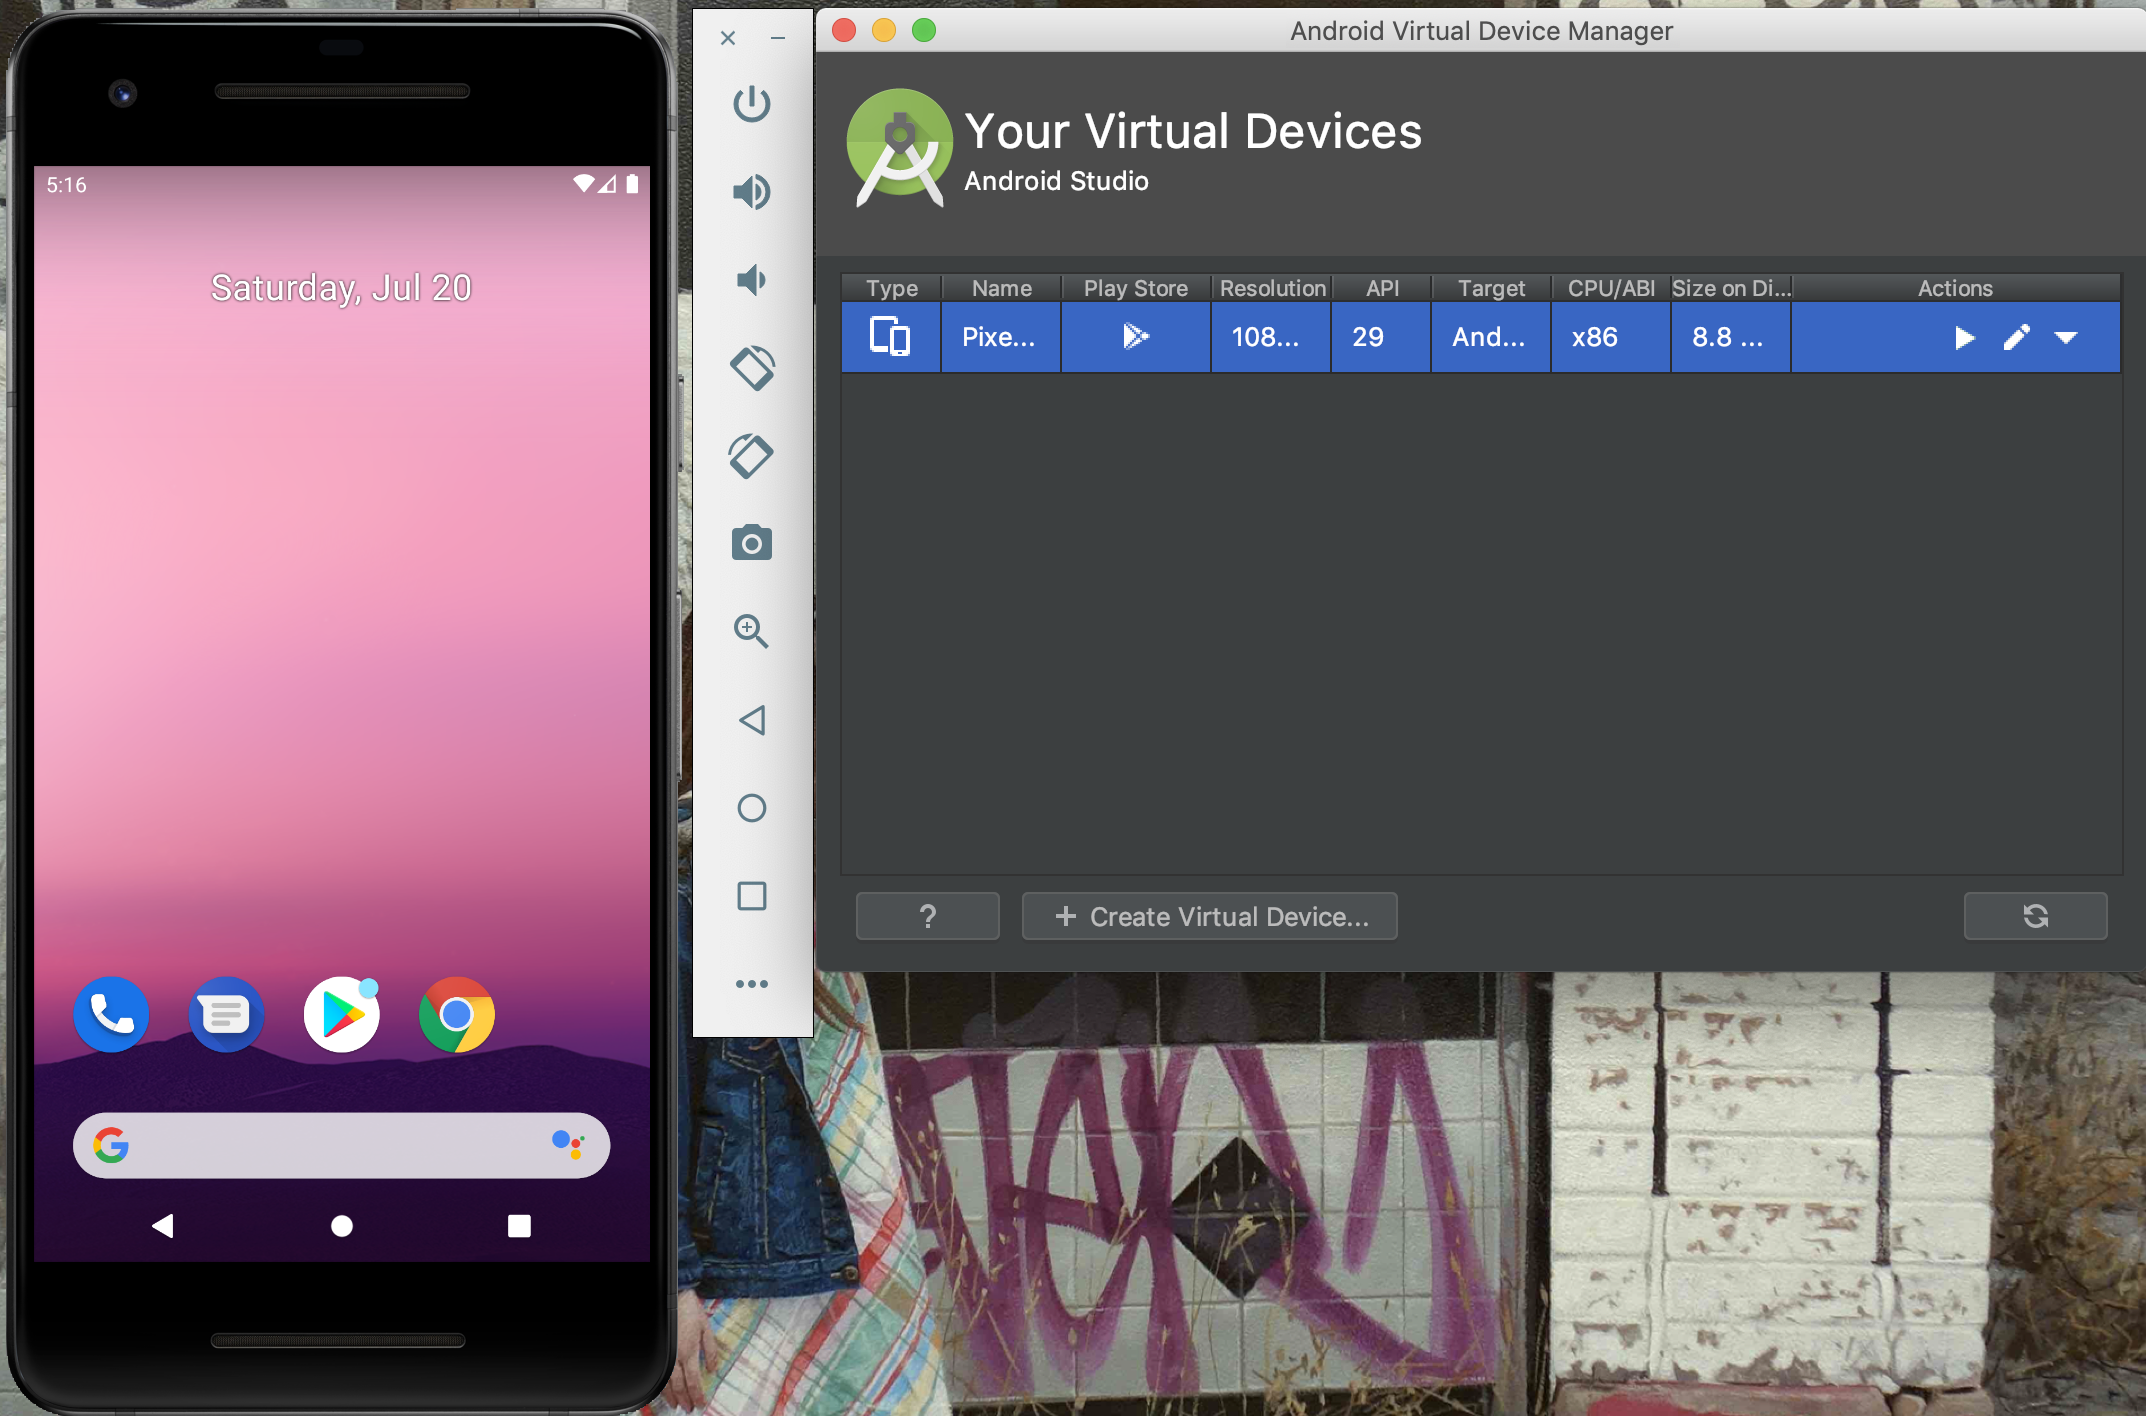 5:16
Saturday, Jul 20
Android Virtual Device Manager
Your Virtual Devices
Android Studio
Type Name Play Store Resolution API Target CPU/ABI Size on Di... Actions
Pixe... 108... 29 And... x86 8.8 ...
? + Create Virtual Device...